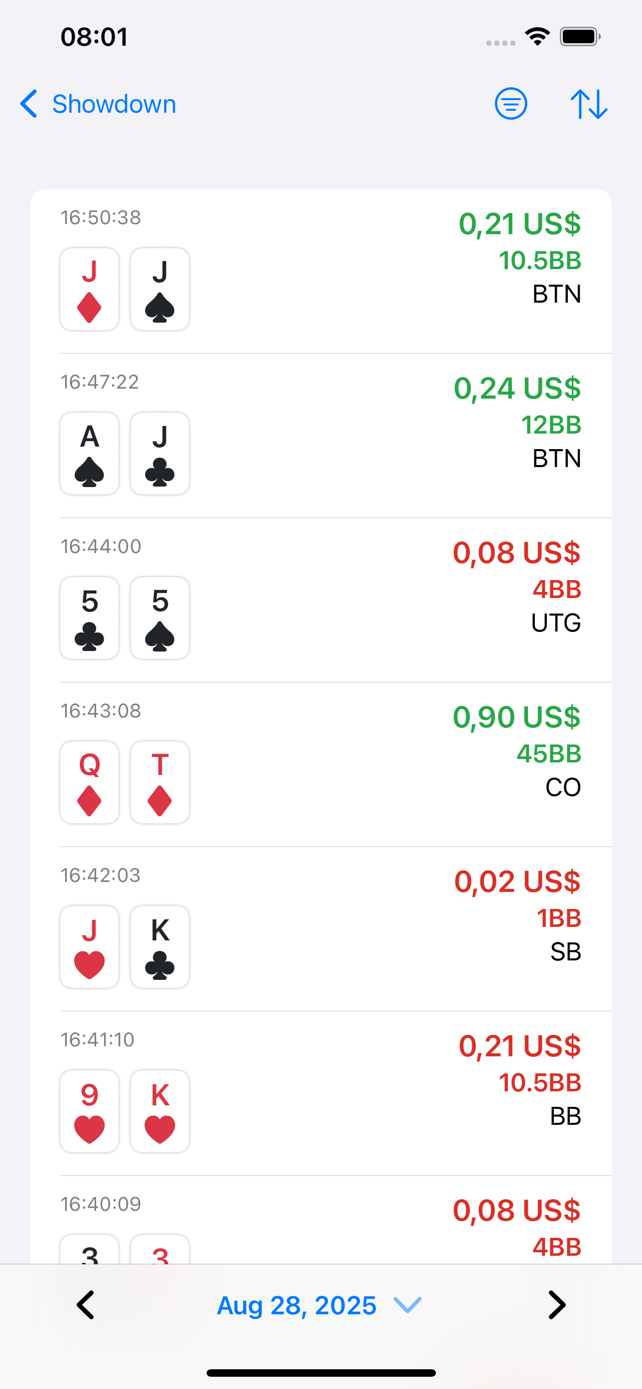 08:01
Showdown
16:50:38
0,21 US$
10.5BB
J J
BTN
16:47:22
0,24 US$
12BB
A J
BTN
16:44:00
0,08 US$
4BB
5 5
UTG
16:43:08
0,90 US$
45BB
Q T
CO
16:42:03
0,02 US$
1BB
J K
SB
16:41:10
0,21 US$
10.5BB
9 K
BB
16:40:09
0,08 US$
4BB
3 3
Aug 28, 2025